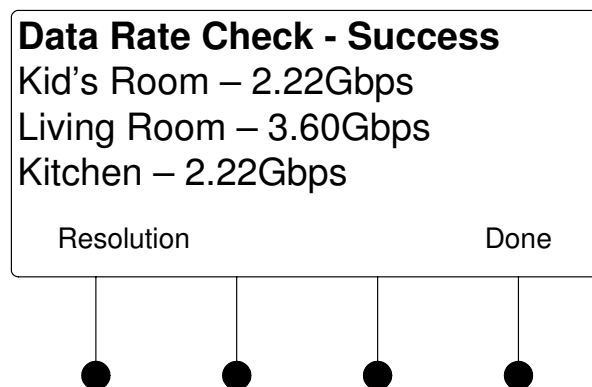 Data Rate Check - Success
Kid's Room – 2.22Gbps
Living Room – 3.60Gbps
Kitchen – 2.22Gbps
Resolution Done